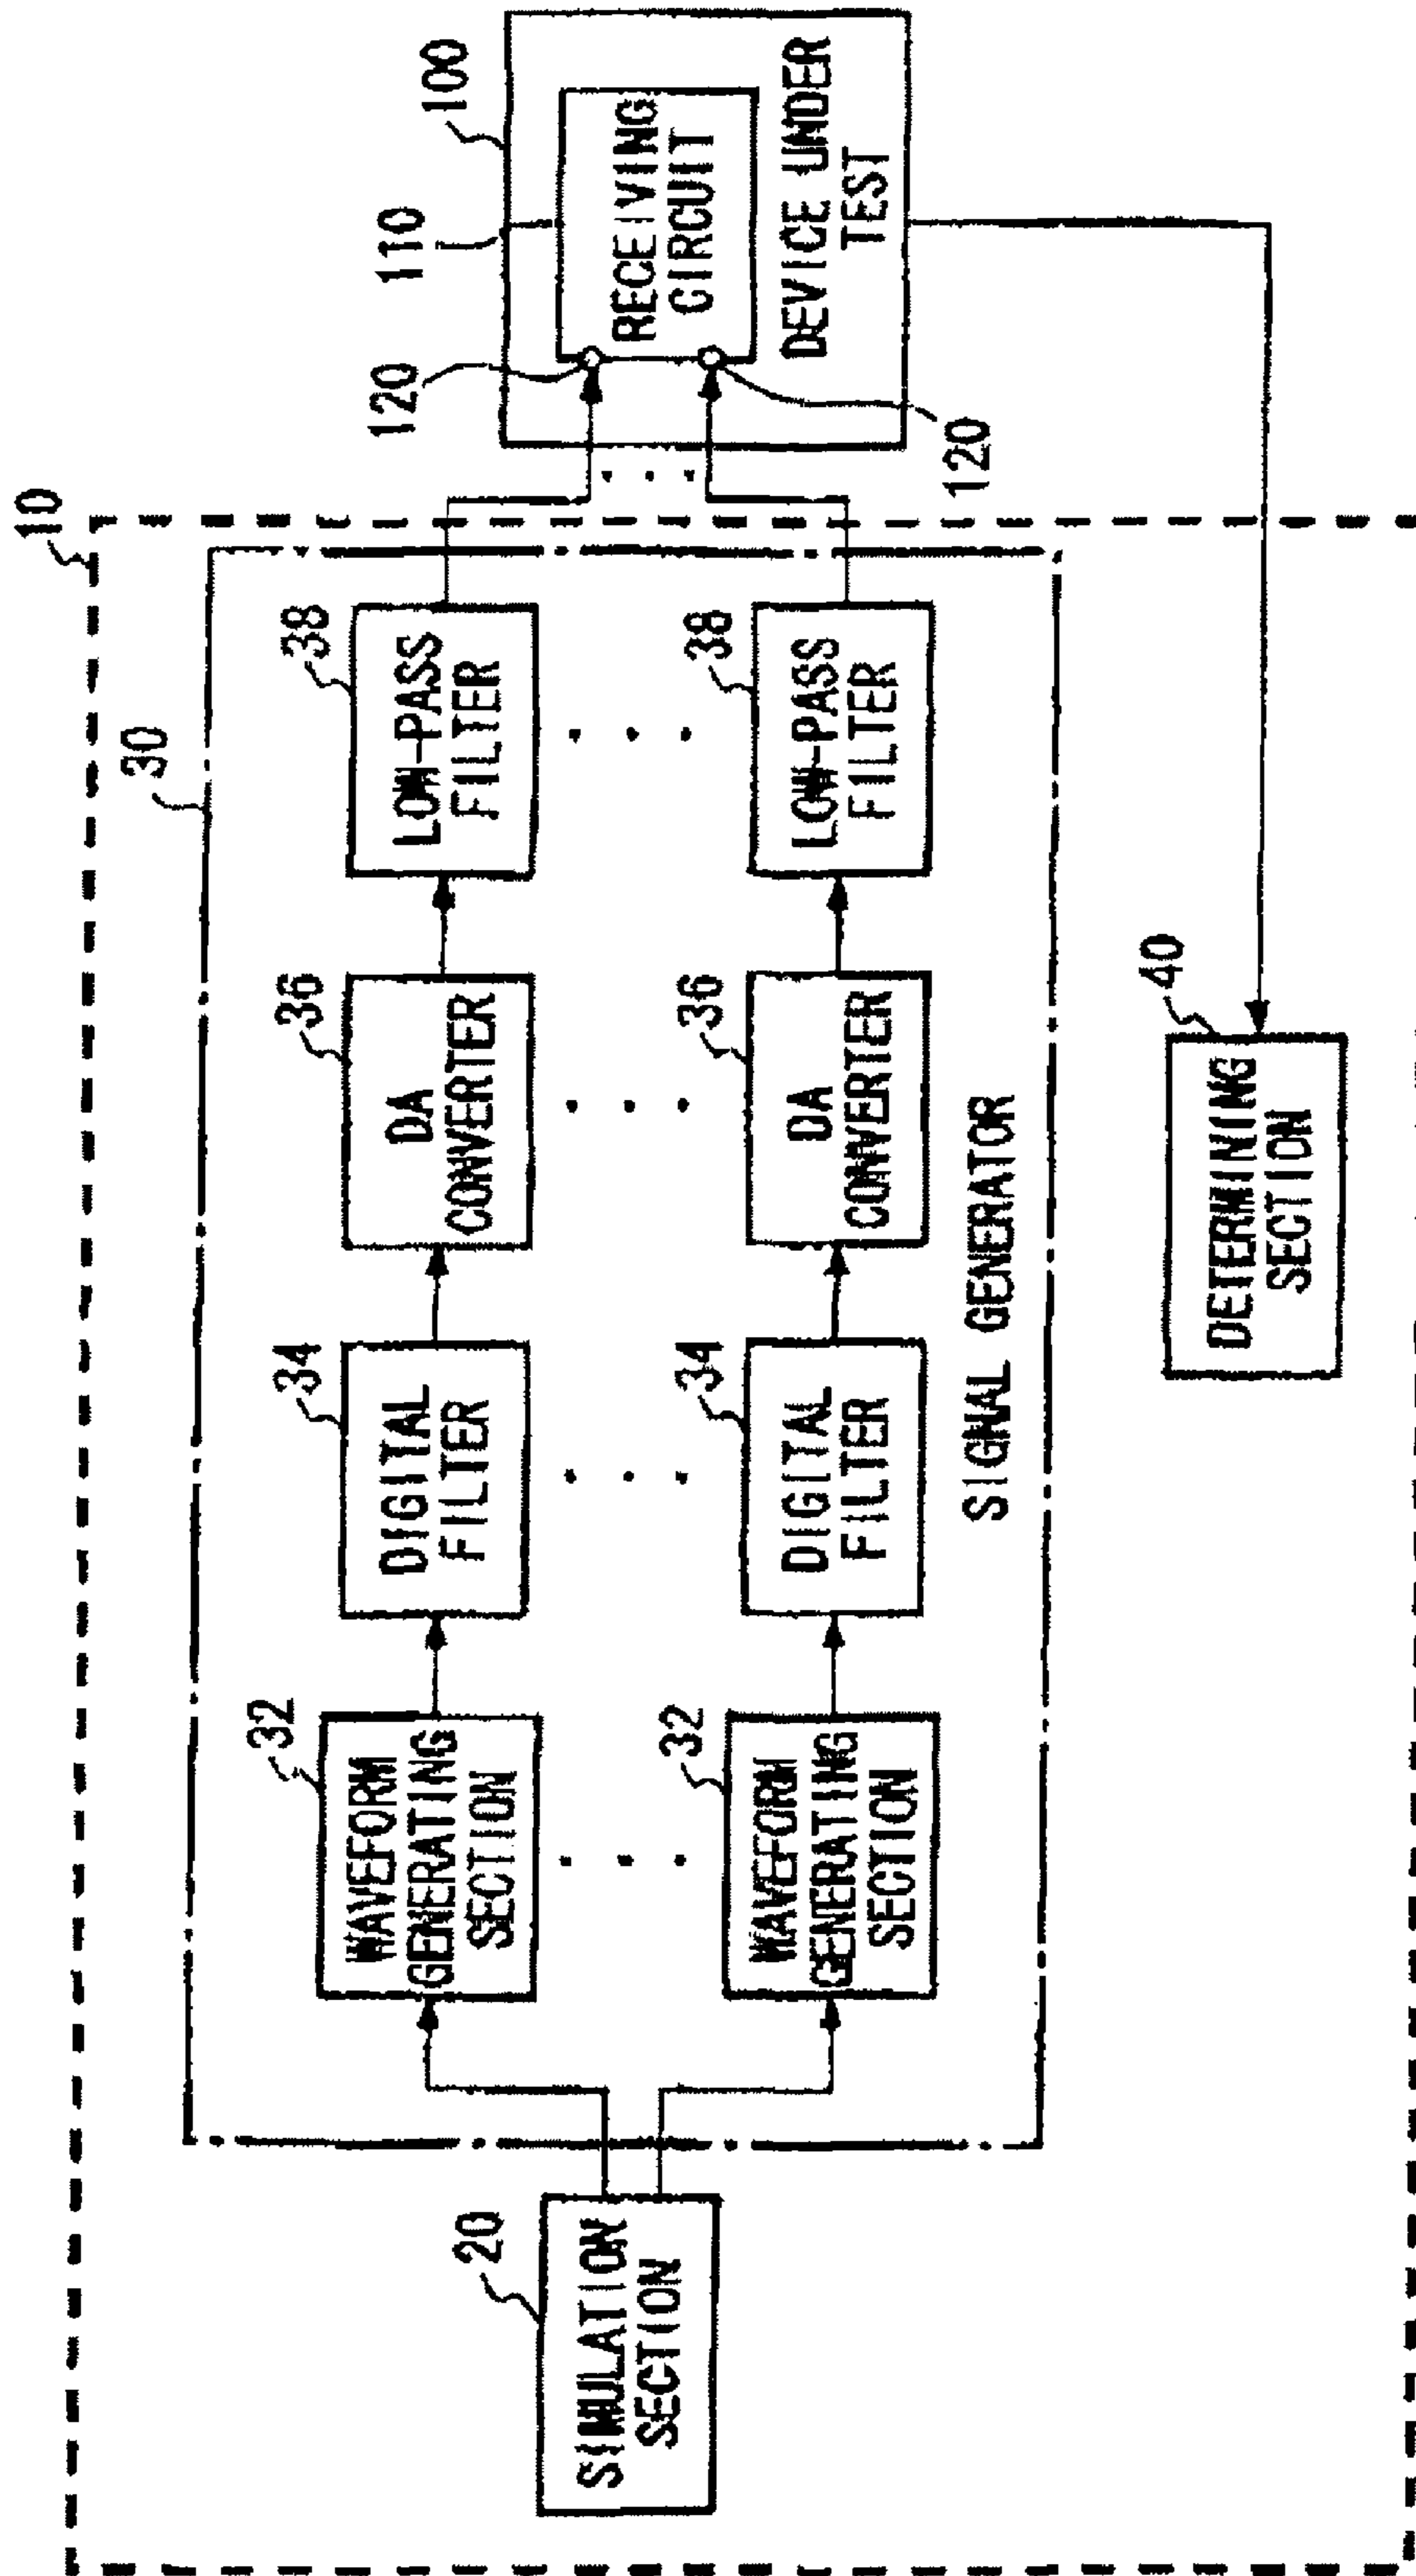 10
30
20
SIMULATION
SECTION
32
WAVEFORM
GENERATING
SECTION
34
DIGITAL
FILTER
36
DA
CONVERTER
38
LOW-PASS
FILTER
32
WAVEFORM
GENERATING
SECTION
34
DIGITAL
FILTER
36
DA
CONVERTER
38
LOW-PASS
FILTER
SIGNAL GENERATOR
120
110
100
RECEIVING
CIRCUIT
120
DEVICE UNDER
TEST
40
DETERMINING
SECTION